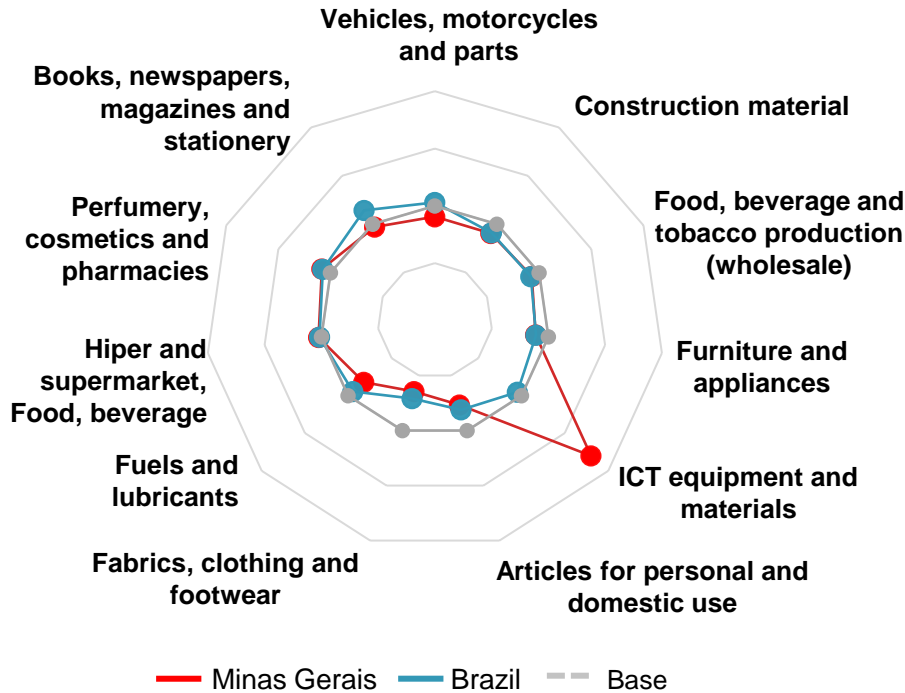 Vehicles, motorcycles
and parts
Construction material
Food, beverage and
tobacco production
(wholesale)
Furniture and
appliances
ICT equipment and
materials
Articles for personal and
domestic use
Fabrics, clothing and
footwear
Fuels and
lubricants
Hiper and
supermarket,
Food, beverage
Perfumery,
cosmetics and
pharmacies
Books, newspapers,
magazines and
stationery
Minas Gerais
Brazil
Base